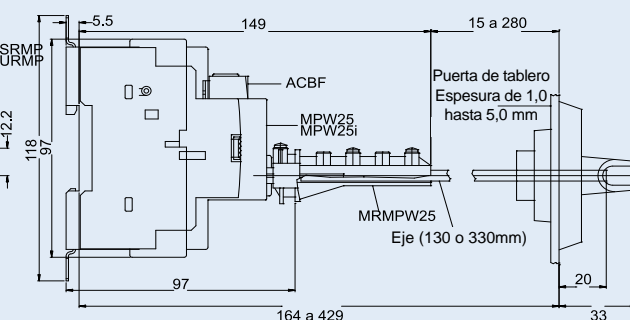 5.5
149
15 a 280
SRMP
URMP
ACBF
Puerta de tablero
Espesura de 1,0
hasta 5,0 mm
MPW25
MPW25i
12.2
118
97
MRMPW25
Eje (130 o 330mm)
97
20
164 a 429
33